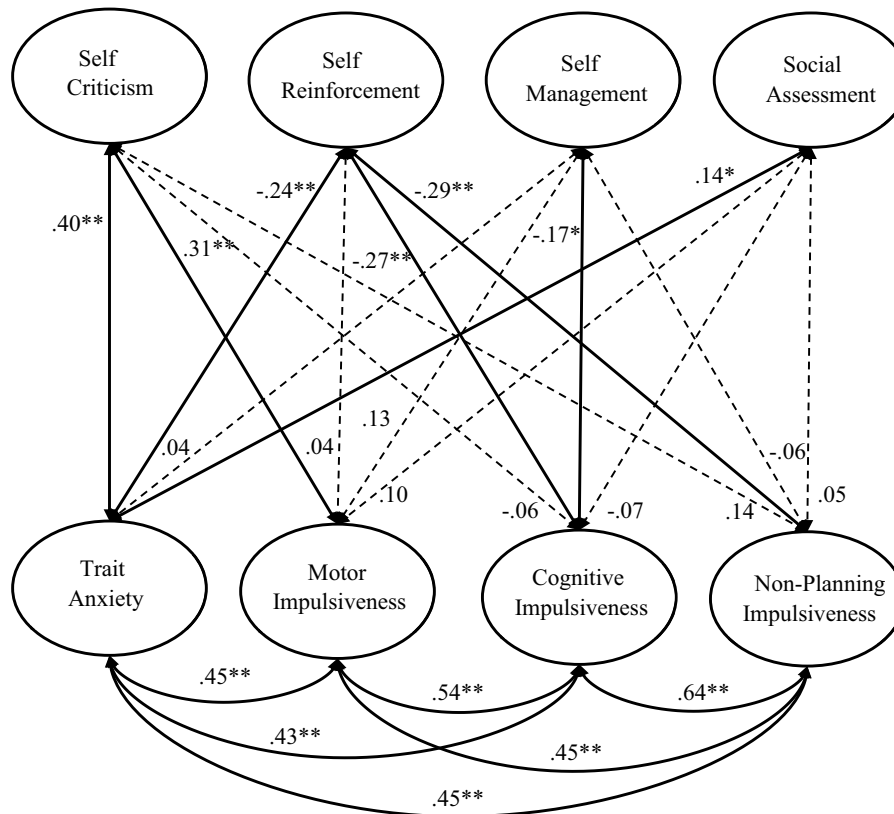 Self
Criticism
Self
Reinforcement
Self
Management
Social
Assessment
.40**
.31**
-.24**
-.27**
-.29**
-.17*
.14*
.04
.04
.13
.10
-.06
-.07
.14
-.06
.05
Trait
Anxiety
Motor
Impulsiveness
Cognitive
Impulsiveness
Non-Planning
Impulsiveness
.45**
.54**
.64**
.43**
.45**
.45**